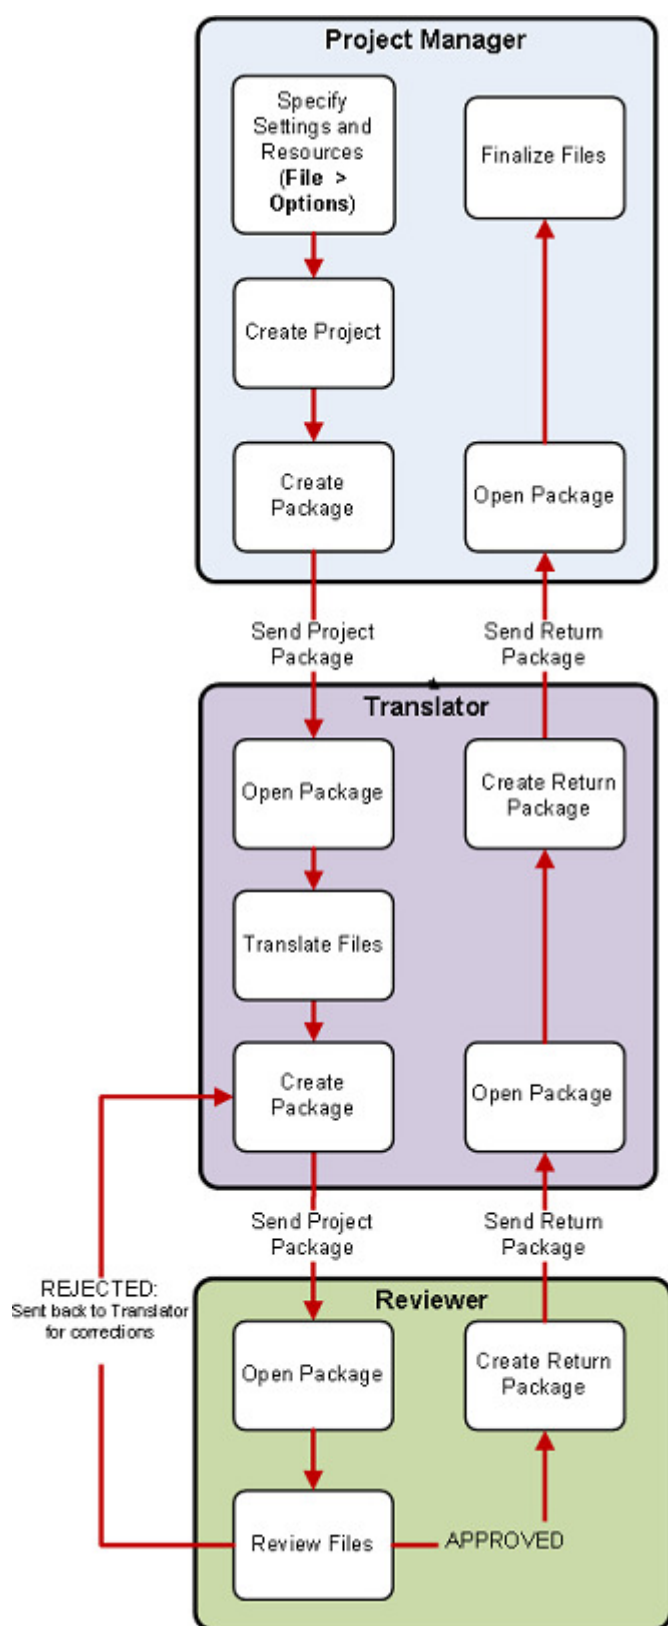 Project Manager
Specify
Settings and
Resources
(File >
Options)
Finalize Files
Create Project
Create
Package
Open Package
Send Project
Package
Send Return
Package
Translator
Open Package
Create Return
Package
Translate Files
Create
Package
Open Package
Send Project
Package
Send Return
Package
REJECTED:
Sent back to Translator
for corrections
Reviewer
Open Package
Create Return
Package
Review Files
APPROVED